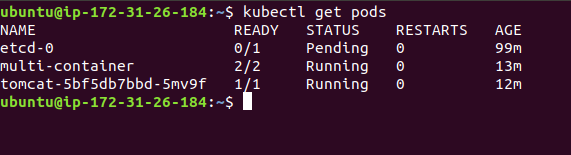 ubuntu@ip-172-31-26-184:~$ kubectl get pods
NAME READY STATUS RESTARTS AGE
etcd-0 0/1 Pending 0 99m
multi-container 2/2 Running 0 13m
tomcat-5bf5db7bbd-5mv9f 1/1 Running 0 12m
ubuntu@ip-172-31-26-184:~$